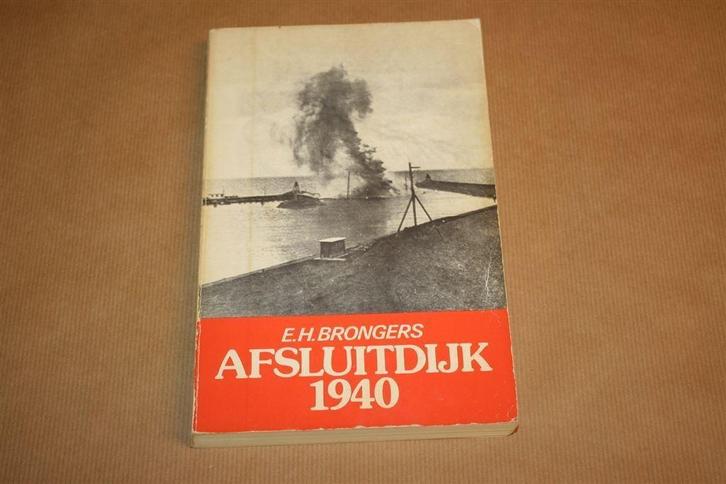 E.H. BRONGERS
AFSLUITDIJK
1940